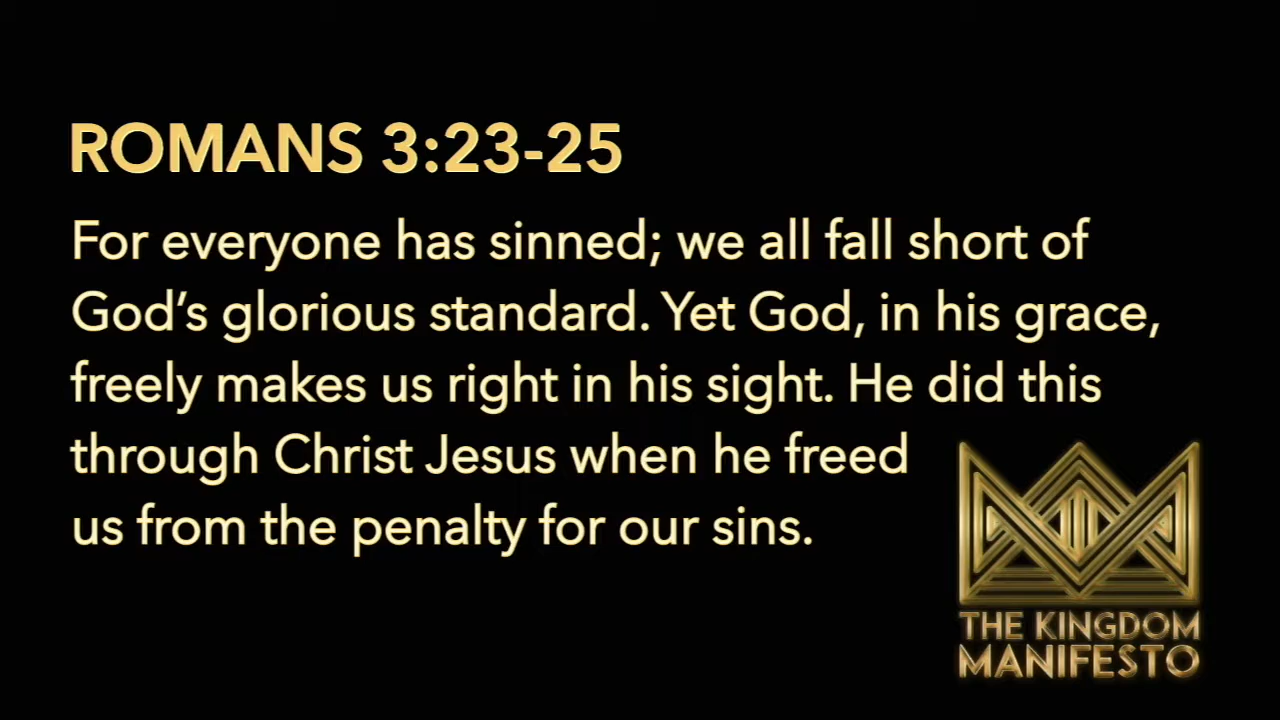 ROMANS 3:23-25
For everyone has sinned; we all fall short of
God’s glorious standard. Yet God, in his grace,
freely makes us right in his sight. He did this
through Christ Jesus when he freed
us from the penalty for our sins.
THE KINGDOM
MANIFESTO